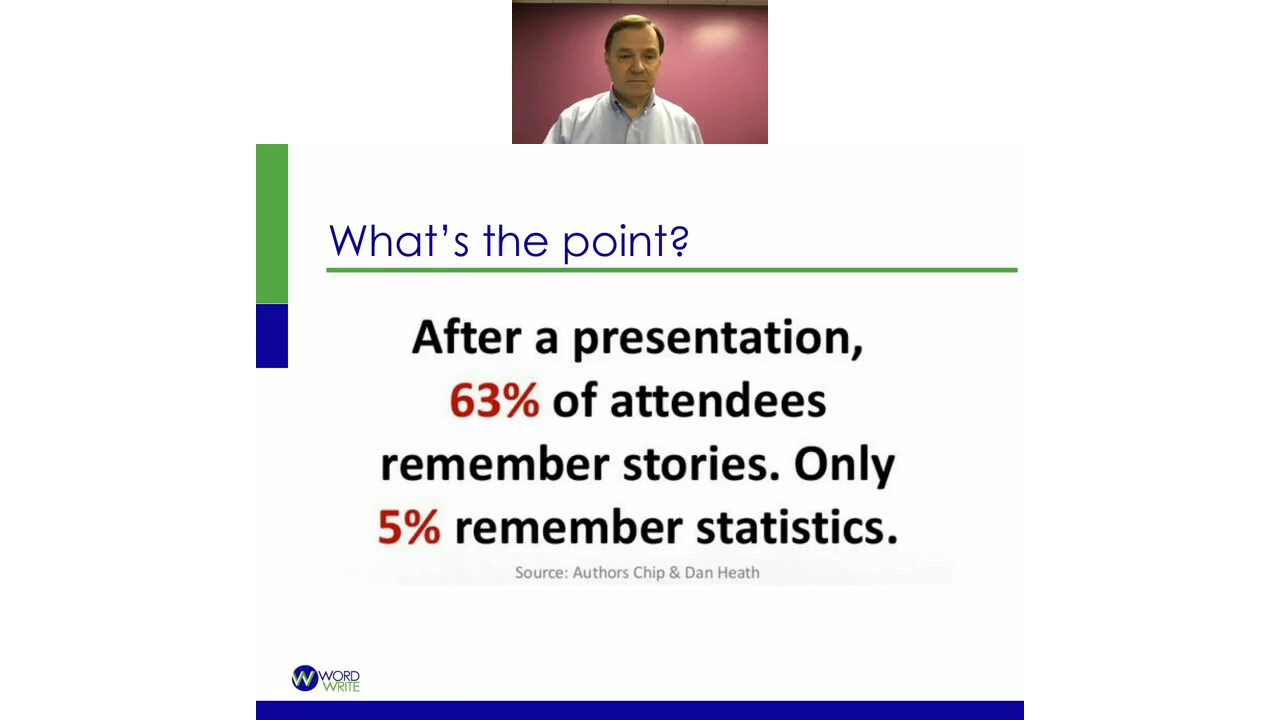 What's the point?
After a presentation,
63% of attendees
remember stories. Only
5% remember statistics.
Source: Authors Chip & Dan Heath
W WORD
WRITE